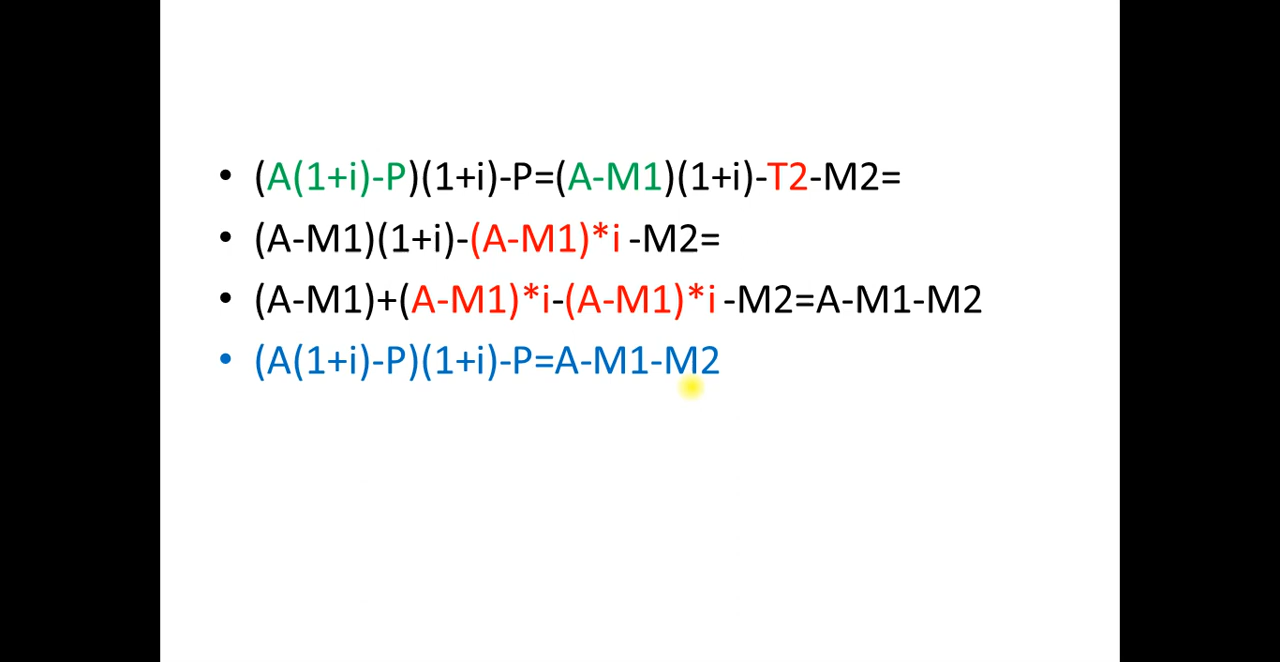 • (A(1+i)-P)(1+i)-P=(A-M1)(1+i)-T2-M2=
• (A-M1)(1+i)-(A-M1)*i -M2=
• (A-M1)+(A-M1)*i-(A-M1)*i -M2=A-M1-M2
• (A(1+i)-P)(1+i)-P=A-M1-M2